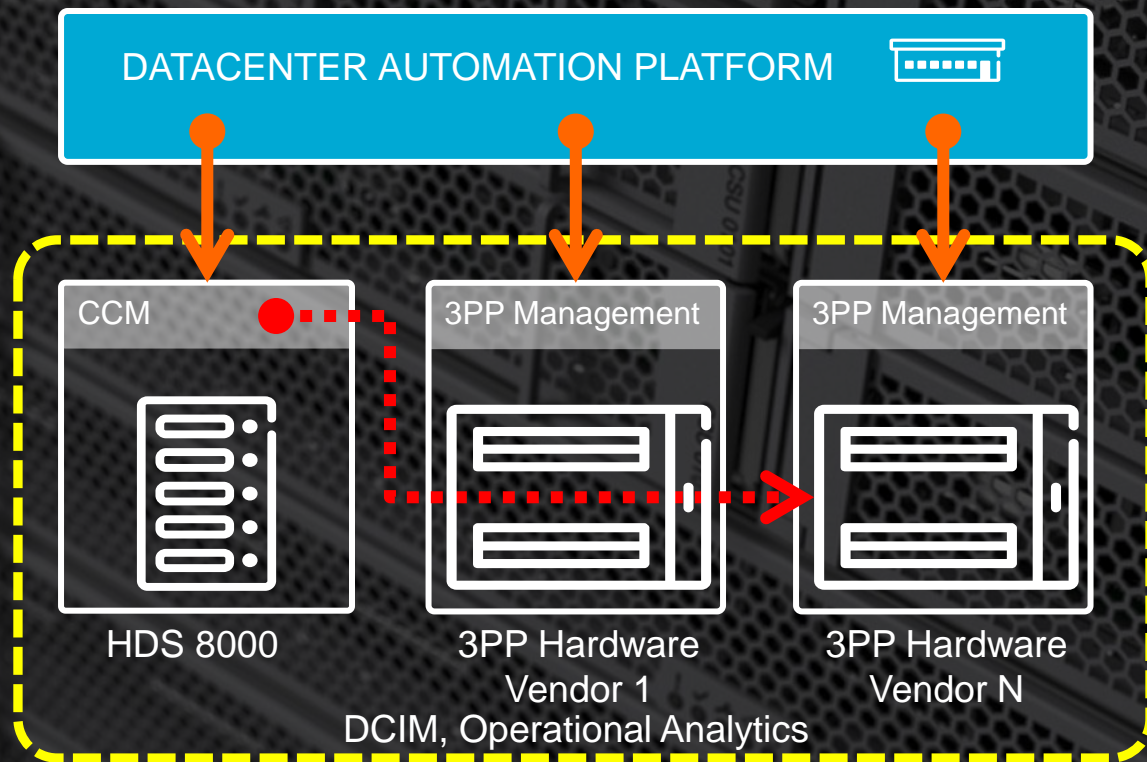 DATACENTER AUTOMATION PLATFORM
CCM
3PP Management
3PP Management
HDS 8000
3PP Hardware
Vendor 1
3PP Hardware
Vendor N
DCIM, Operational Analytics